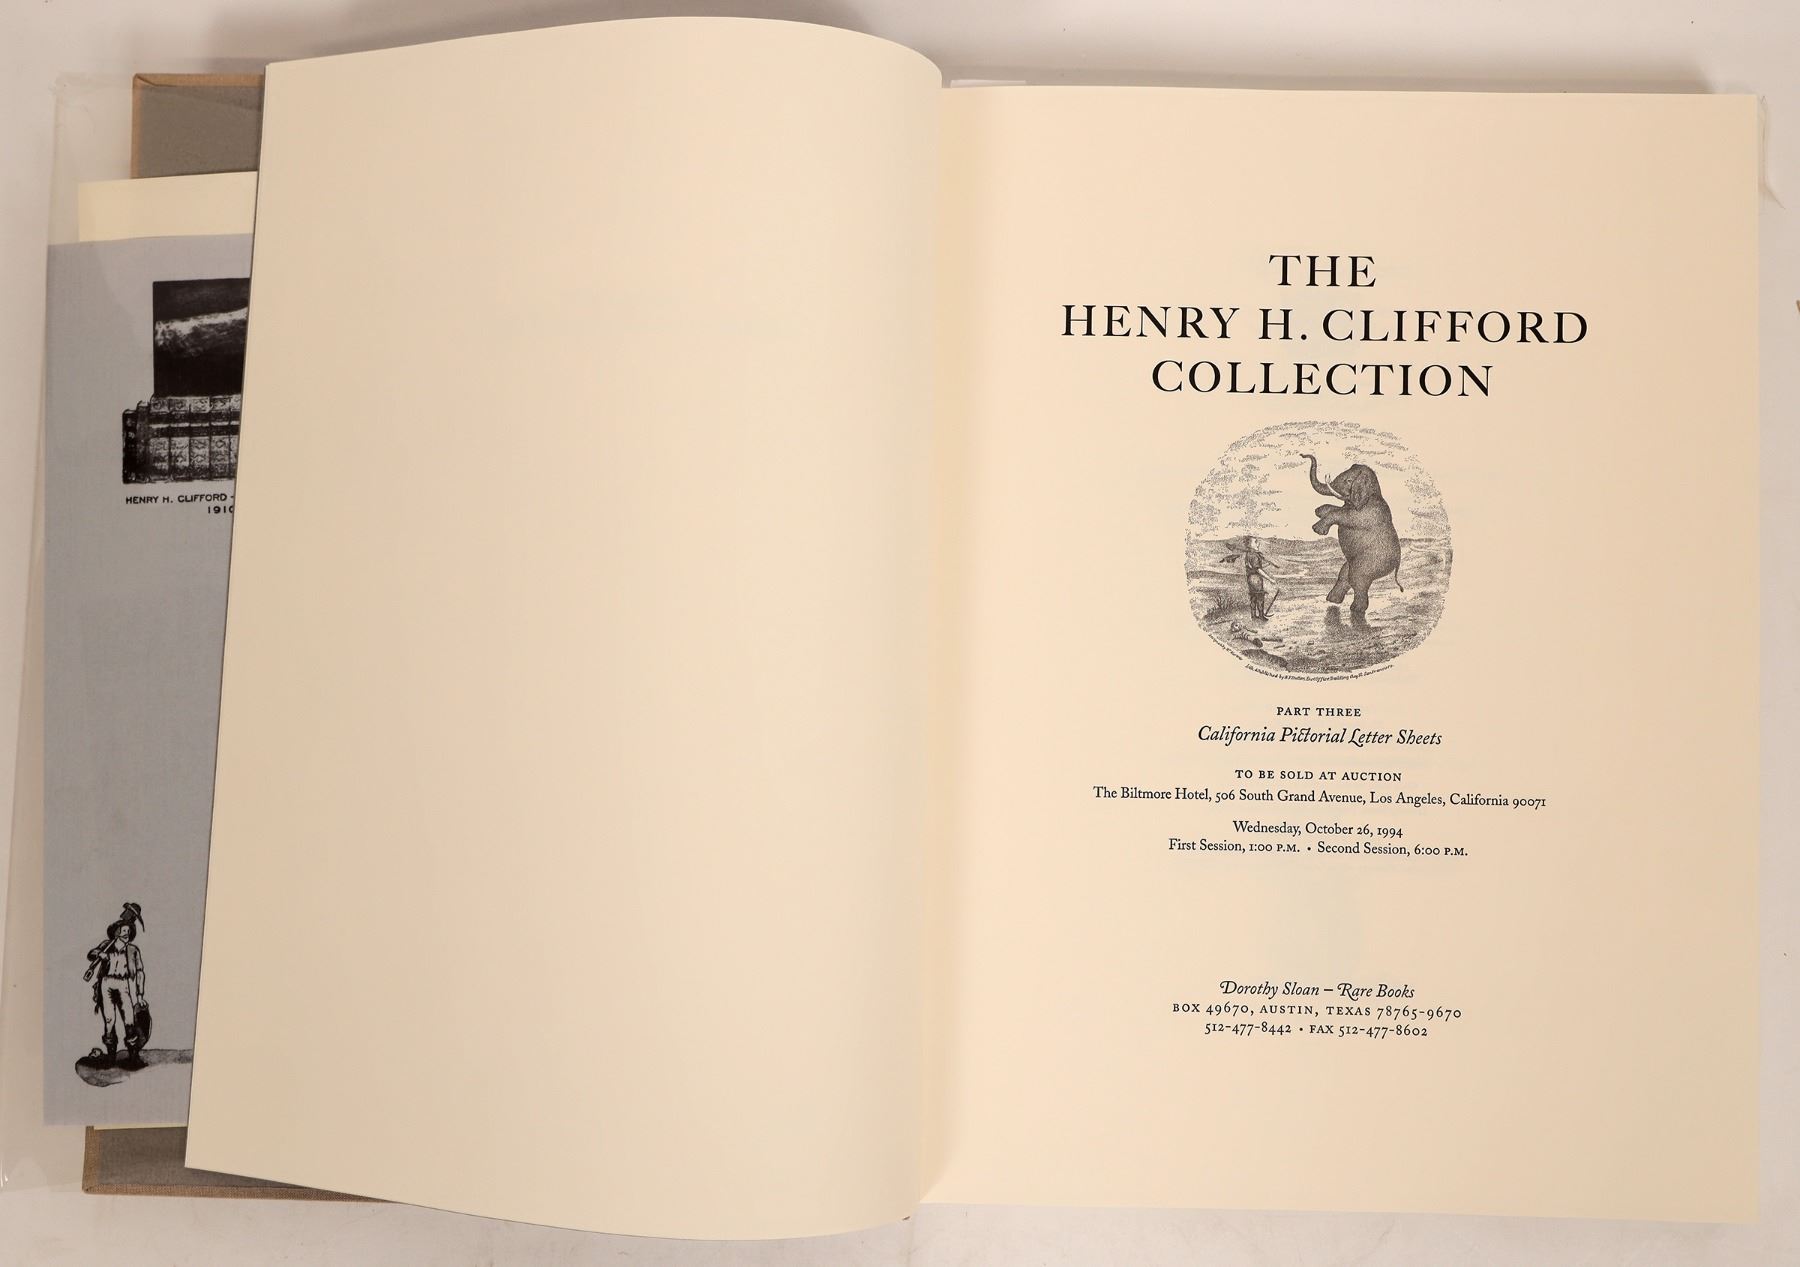 HENRY H. CLIFFORD -
1910
THE
HENRY H. CLIFFORD
COLLECTION
PART THREE
California Pictorial Letter Sheets
TO BE SOLD AT AUCTION
The Biltmore Hotel, 506 South Grand Avenue, Los Angeles, California 90071
Wednesday, October 26, 1994
First Session, 1:00 P.M. • Second Session, 6:00 P.M.
Dorothy Sloan – Rare Books
BOX 49670, AUSTIN, TEXAS 78765-9670
512-477-8442 • FAX 512-477-8602